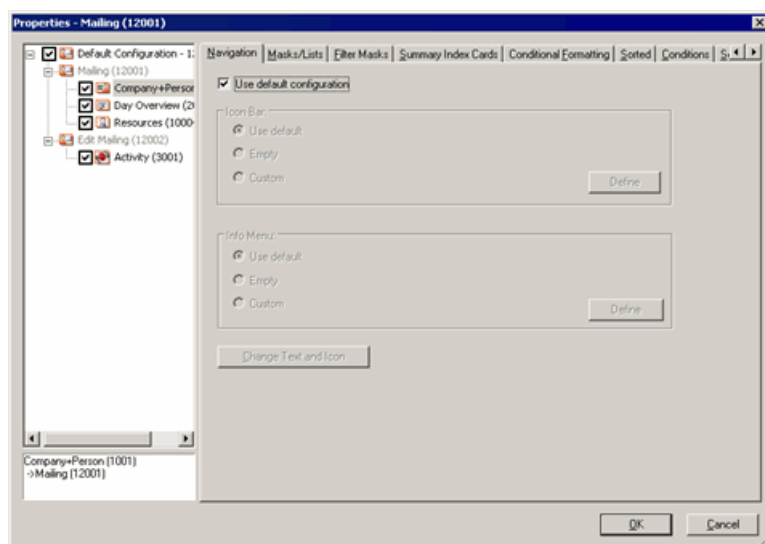 Properties - Mailing (12001)
Default Configuration - 1
Mailing (12001)
Company+Person
Day Overview (2
Resources (1000
Edit Mailing (12002)
Activity (3001)
Company+Person (1001)
->Mailing (12001)
Navigation Masks/Lists Filter Masks Summary Index Cards Conditional Formatting Sorted Conditions
Use default configuration
Icon Bar:
Use default
Empty
Custom
Define
Info Menu:
Use default
Empty
Custom
Define
Change Text and Icon
OK Cancel